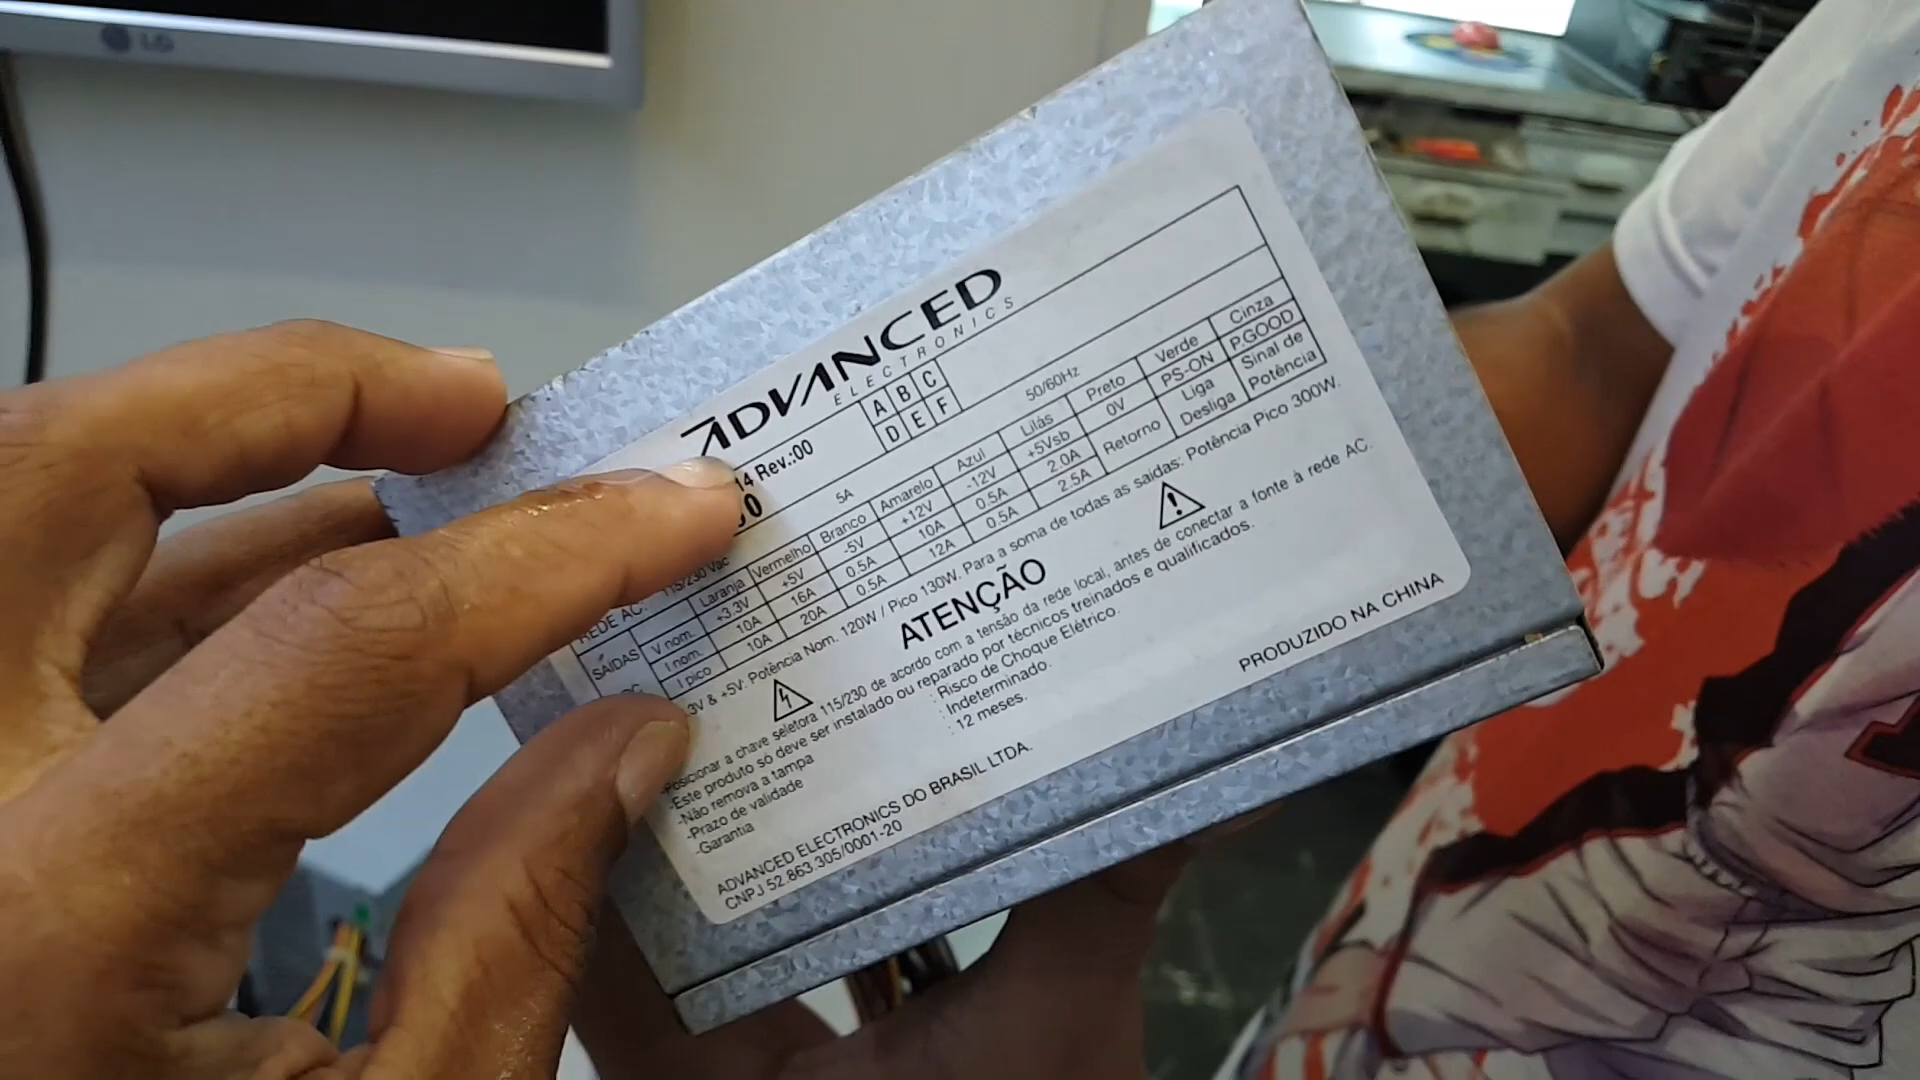 LG
ADVANCED
ELECTRONICS
14 Rev.:00
A B C
D E F
REDE AC: 115/230 Vac 5A 50/60Hz
SAÍDAS Laranja Vermelho Branco Amarelo Azul Lilás Preto Verde Cinza
V nom. +3.3V +5V -5V +12V -12V +5Vsb 0V PS-ON P.GOOD
I nom. 10A 16A 0.5A 10A 0.5A 2.0A Retorno Liga Sinal de
I pico 10A 20A 0.5A 12A 0.5A 2.5A Desliga Potência
.3V & +5V: Potência Nom. 120W / Pico 130W. Para a soma de todas as saídas: Potência Pico 300W.
ATENÇÃO
-Posicionar a chave seletora 115/230 de acordo com a tensão da rede local, antes de conectar a fonte à rede AC.
-Este produto só deve ser instalado ou reparado por técnicos treinados e qualificados.
-Não remova a tampa : Risco de Choque Elétrico.
-Prazo de validade : Indeterminado.
-Garantia : 12 meses.
ADVANCED ELECTRONICS DO BRASIL LTDA.
CNPJ 52.863.305/0001-20
PRODUZIDO NA CHINA